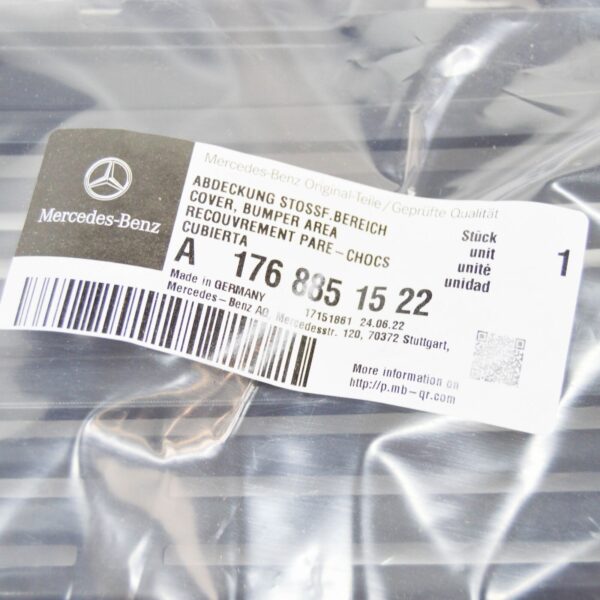 Mercedes-Benz Original-Teile/Geprüfte Qualität
Mercedes-Benz
ABDECKUNG STOSSF.BEREICH
COVER, BUMPER AREA
RECOUVREMENT PARE-CHOCS
CUBIERTA
Stück
unit
unité
unidad
1
A 176 885 15 22
Made in GERMANY 17151861 24.06.22
Mercedes-Benz AG, Mercedesstr. 120, 70372 Stuttgart,
More information on
http://p.mb-qr.com